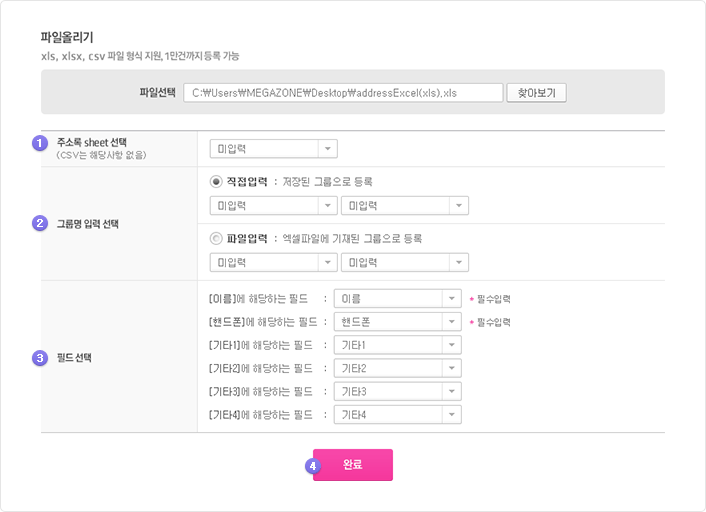 파일올리기
xls, xlsx, csv 파일 형식 지원, 1만건까지 등록 가능
파일선택 C:₩Users₩MEGAZONE₩Desktop₩addressExcel(xls).xls 찾아보기
1 주소록 sheet 선택
(CSV는 해당사항 없음)
미입력
2 그룹명 입력 선택
직접입력 : 저장된 그룹으로 등록
미입력 미입력
파일입력 : 엑셀파일에 기재된 그룹으로 등록
미입력 미입력
3 필드 선택
[이름]에 해당하는 필드 : 이름 * 필수입력
[핸드폰]에 해당하는 필드 : 핸드폰 * 필수입력
[기타1]에 해당하는 필드 : 기타1
[기타2]에 해당하는 필드 : 기타2
[기타3]에 해당하는 필드 : 기타3
[기타4]에 해당하는 필드 : 기타4
4 완료